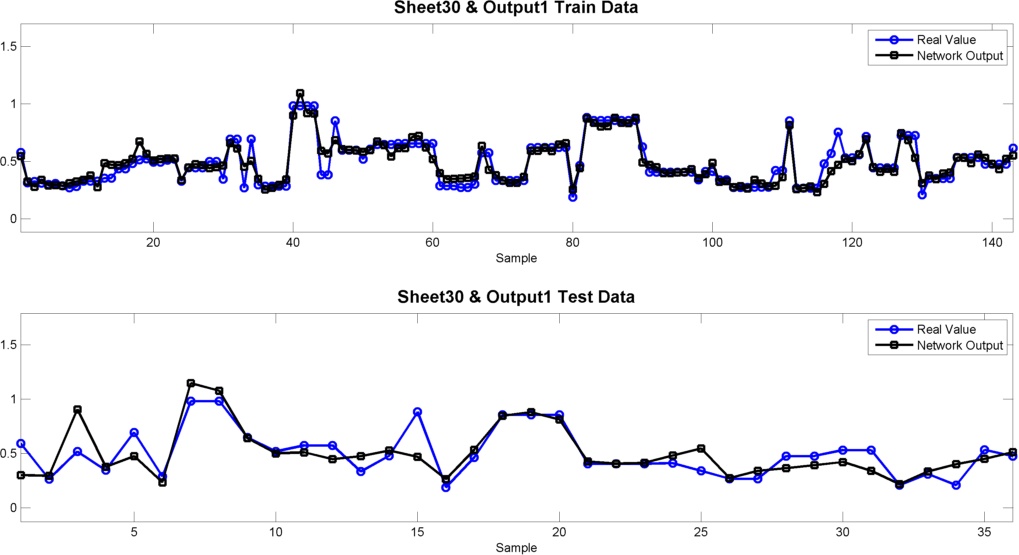 Sheet30 & Output1 Train Data
Real Value
Network Output
1.5
1
0.5
0
20 40 60 80 100 120 140
Sample
Sheet30 & Output1 Test Data
Real Value
Network Output
1.5
1
0.5
0
5 10 15 20 25 30 35
Sample